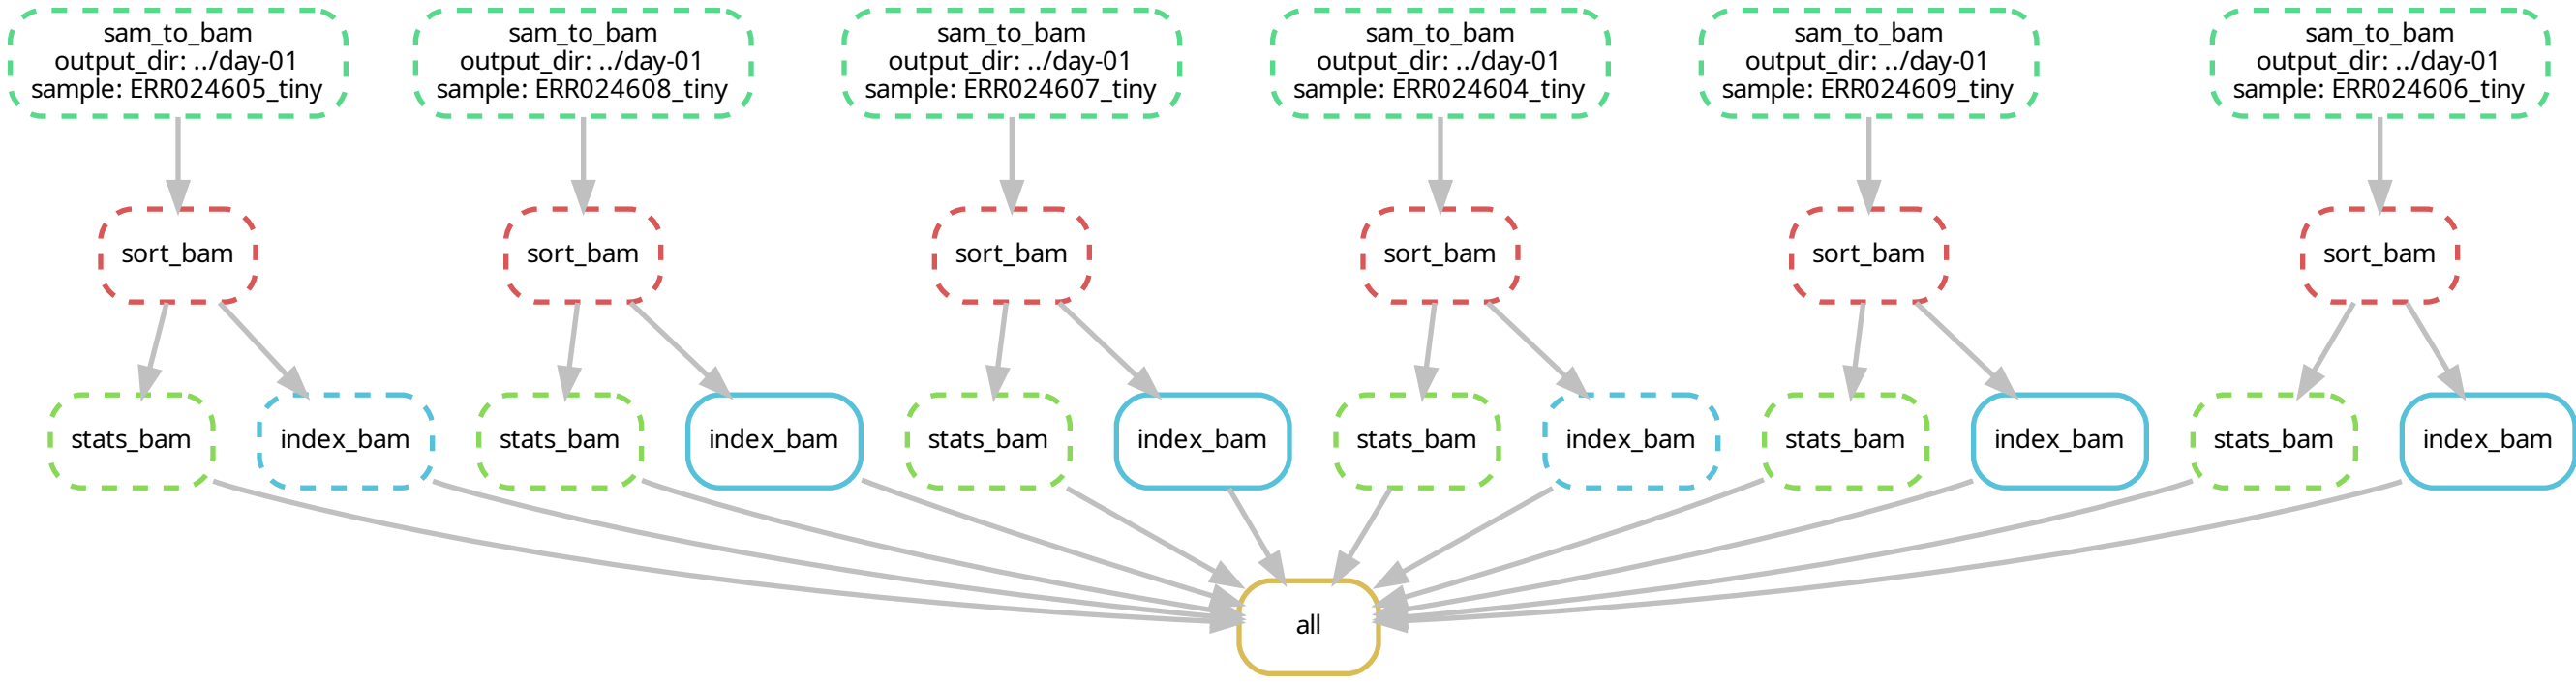 sam_to_bam
output_dir: ../day-01
sample: ERR024605_tiny
sam_to_bam
output_dir: ../day-01
sample: ERR024608_tiny
sam_to_bam
output_dir: ../day-01
sample: ERR024607_tiny
sam_to_bam
output_dir: ../day-01
sample: ERR024604_tiny
sam_to_bam
output_dir: ../day-01
sample: ERR024609_tiny
sam_to_bam
output_dir: ../day-01
sample: ERR024606_tiny
sort_bam
sort_bam
sort_bam
sort_bam
sort_bam
sort_bam
stats_bam
index_bam
stats_bam
index_bam
stats_bam
index_bam
stats_bam
index_bam
stats_bam
index_bam
stats_bam
index_bam
all